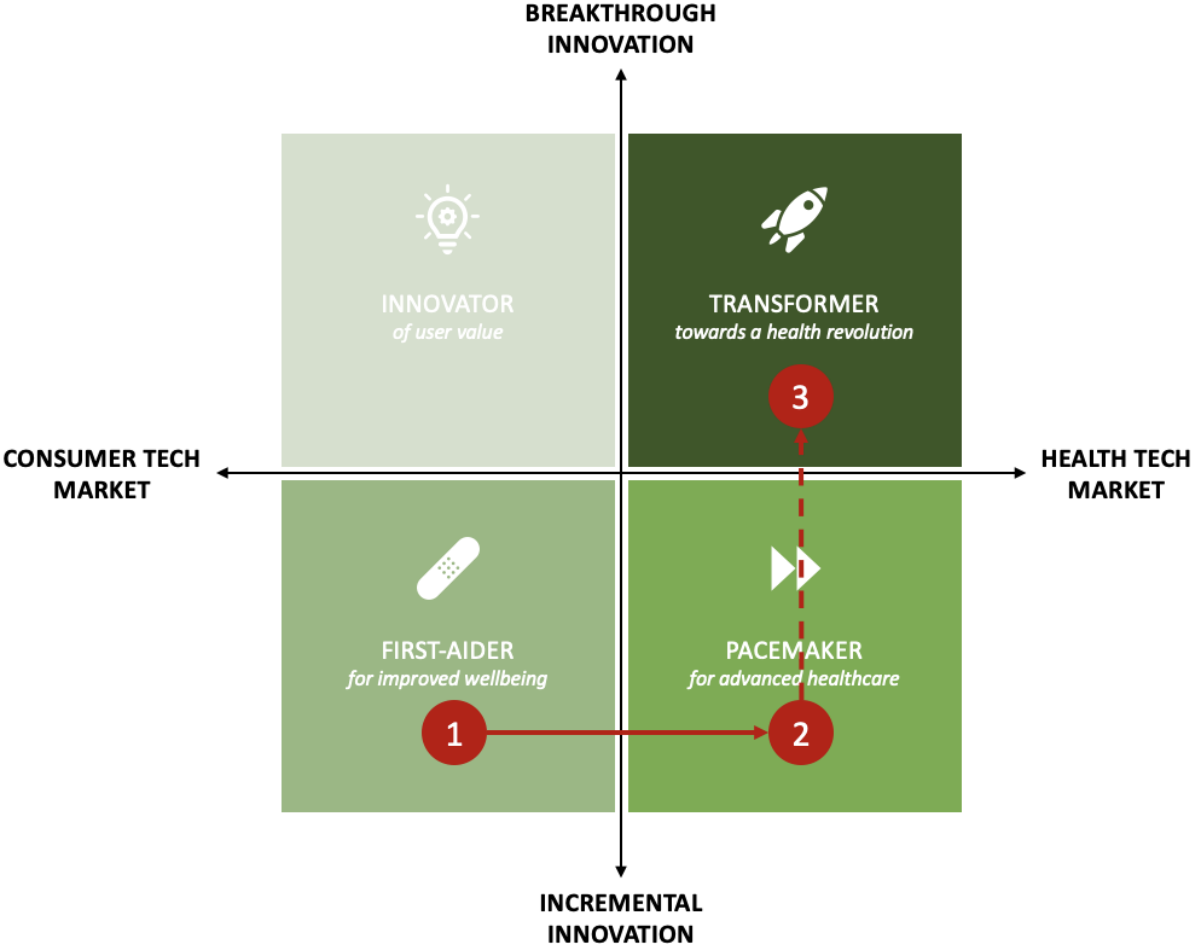 BREAKTHROUGH
INNOVATION
INNOVATOR
of user value
TRANSFORMER
towards a health revolution
3
CONSUMER TECH
MARKET
HEALTH TECH
MARKET
FIRST-AIDER
for improved wellbeing
PACEMAKER
for advanced healthcare
1
2
INCREMENTAL
INNOVATION